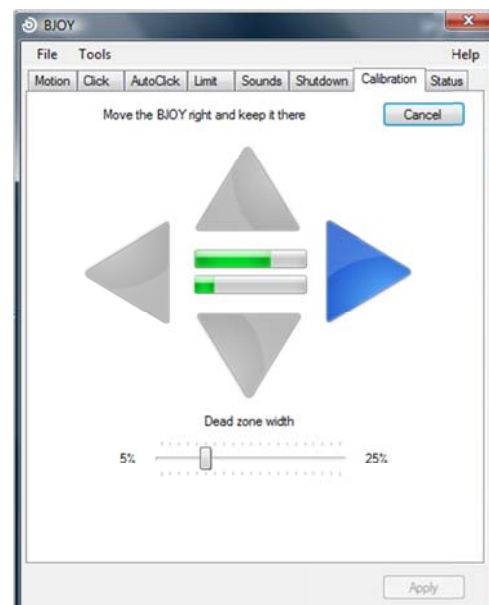 BJOY
File Tools Help
Motion Click AutoClick Limit Sounds Shutdown Calibration Status
Move the BJOY right and keep it there Cancel
Dead zone width
5% 25%
Apply